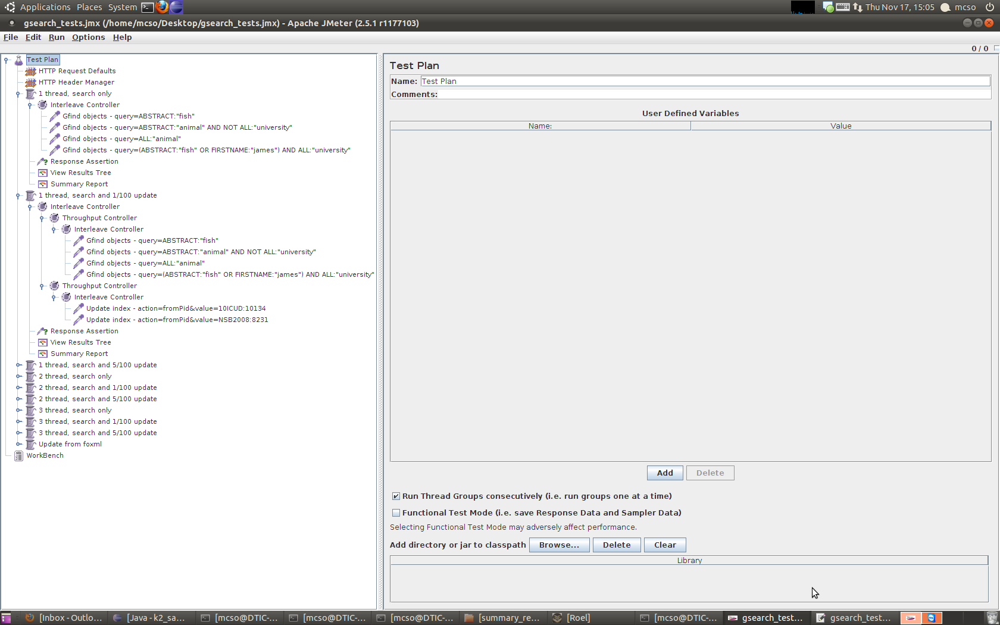 Applications Places System
Thu Nov 17, 15:05 mcso
gsearch_tests.jmx (/home/mcso/Desktop/gsearch_tests.jmx) - Apache JMeter (2.5.1 r1177103)
File Edit Run Options Help
0 / 0
Test Plan
HTTP Request Defaults
HTTP Header Manager
1 thread, search only
Interleave Controller
Gfind objects - query=ABSTRACT:"fish"
Gfind objects - query=ABSTRACT:"animal" AND NOT ALL:"university"
Gfind objects - query=ALL:"animal"
Gfind objects - query=(ABSTRACT:"fish" OR FIRSTNAME:"james") AND ALL:"university"
Response Assertion
View Results Tree
Summary Report
1 thread, search and 1/100 update
Interleave Controller
Throughput Controller
Interleave Controller
Gfind objects - query=ABSTRACT:"fish"
Gfind objects - query=ABSTRACT:"animal" AND NOT ALL:"university"
Gfind objects - query=ALL:"animal"
Gfind objects - query=(ABSTRACT:"fish" OR FIRSTNAME:"james") AND ALL:"university"
Throughput Controller
Interleave Controller
Update index - action=fromPid&value=10ICUD:10134
Update index - action=fromPid&value=NSB2008:8231
Response Assertion
View Results Tree
Summary Report
1 thread, search and 5/100 update
2 thread, search only
2 thread, search and 1/100 update
2 thread, search and 5/100 update
3 thread, search only
3 thread, search and 1/100 update
3 thread, search and 5/100 update
Update from foxml
WorkBench
Test Plan
Name: Test Plan
Comments:
User Defined Variables
Name: Value
Add Delete
Run Thread Groups consecutively (i.e. run groups one at a time)
Functional Test Mode (i.e. save Response Data and Sampler Data)
Selecting Functional Test Mode may adversely affect performance.
Add directory or jar to classpath Browse... Delete Clear
Library
[Inbox - Outlo... [Java - k2_sa... [mcso@DTIC-... [mcso@DTIC-... [mcso@DTIC-... [summary_re... [Roel] [mcso@DTIC-... gsearch_test... gsearch_test...